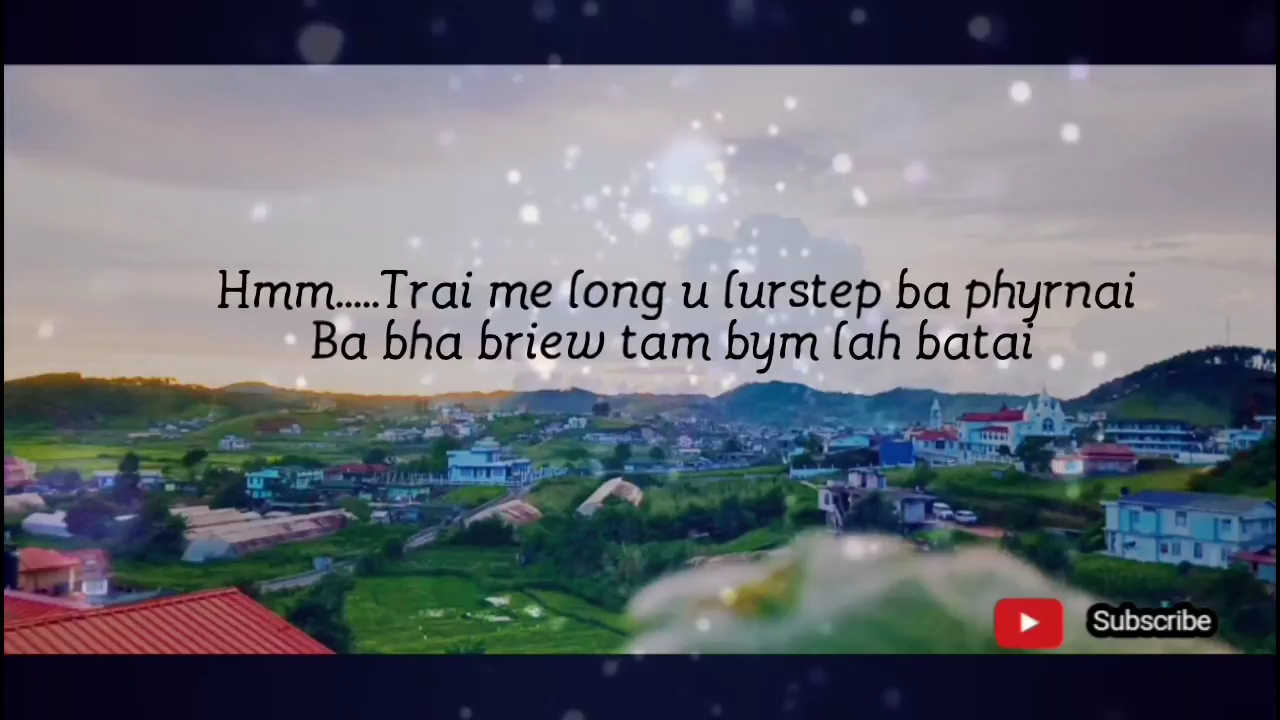 Hmm.....Trai me long u lurstep ba phyrnai
Ba bha briew tam bym lah batai
Subscribe